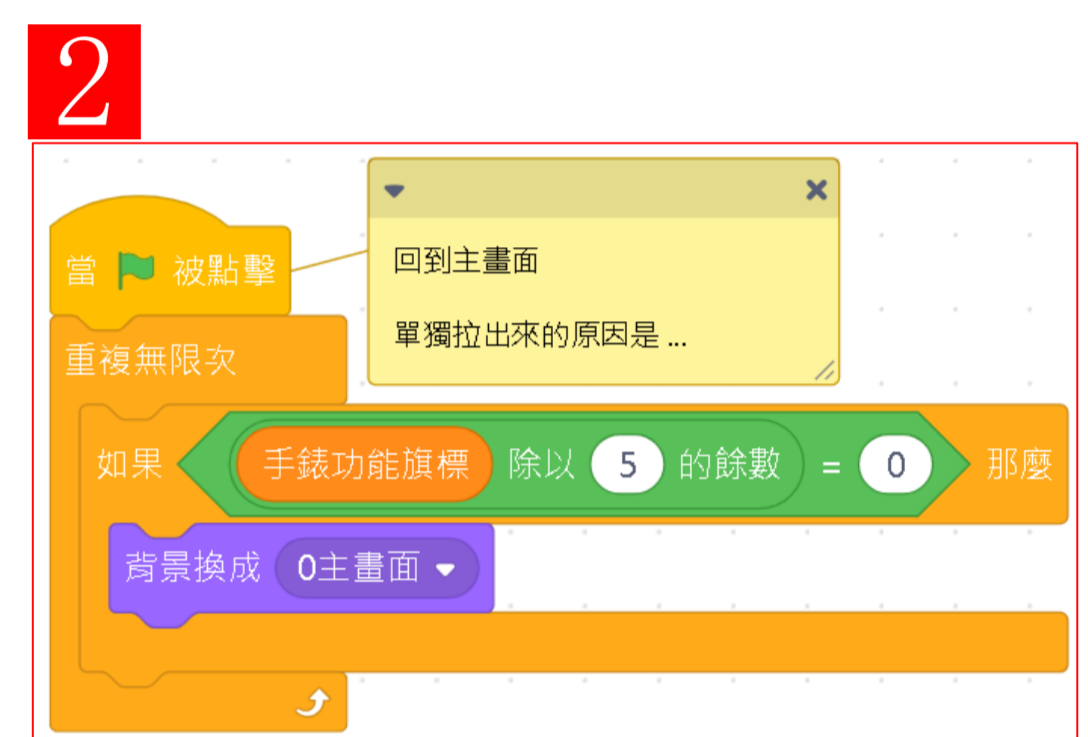 2
回到主畫面
單獨拉出來的原因是...
當 被點擊
重複無限次
如果 手錶功能旗標 除以 5 的餘數 = 0 那麼
背景換成 0主畫面